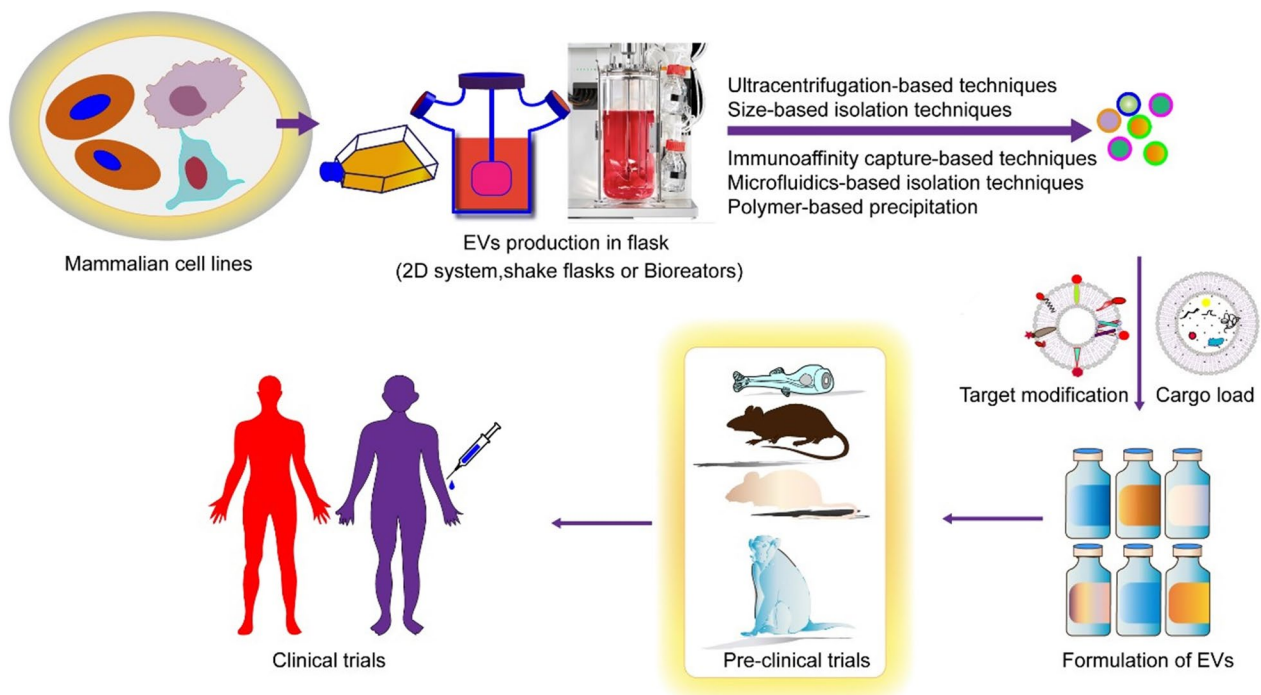 Mammalian cell lines
EVs production in flask
(2D system,shake flasks or Bioreators)
Ultracentrifugation-based techniques
Size-based isolation techniques
Immunoaffinity capture-based techniques
Microfluidics-based isolation techniques
Polymer-based precipitation
Target modification
Cargo load
Formulation of EVs
Pre-clinical trials
Clinical trials